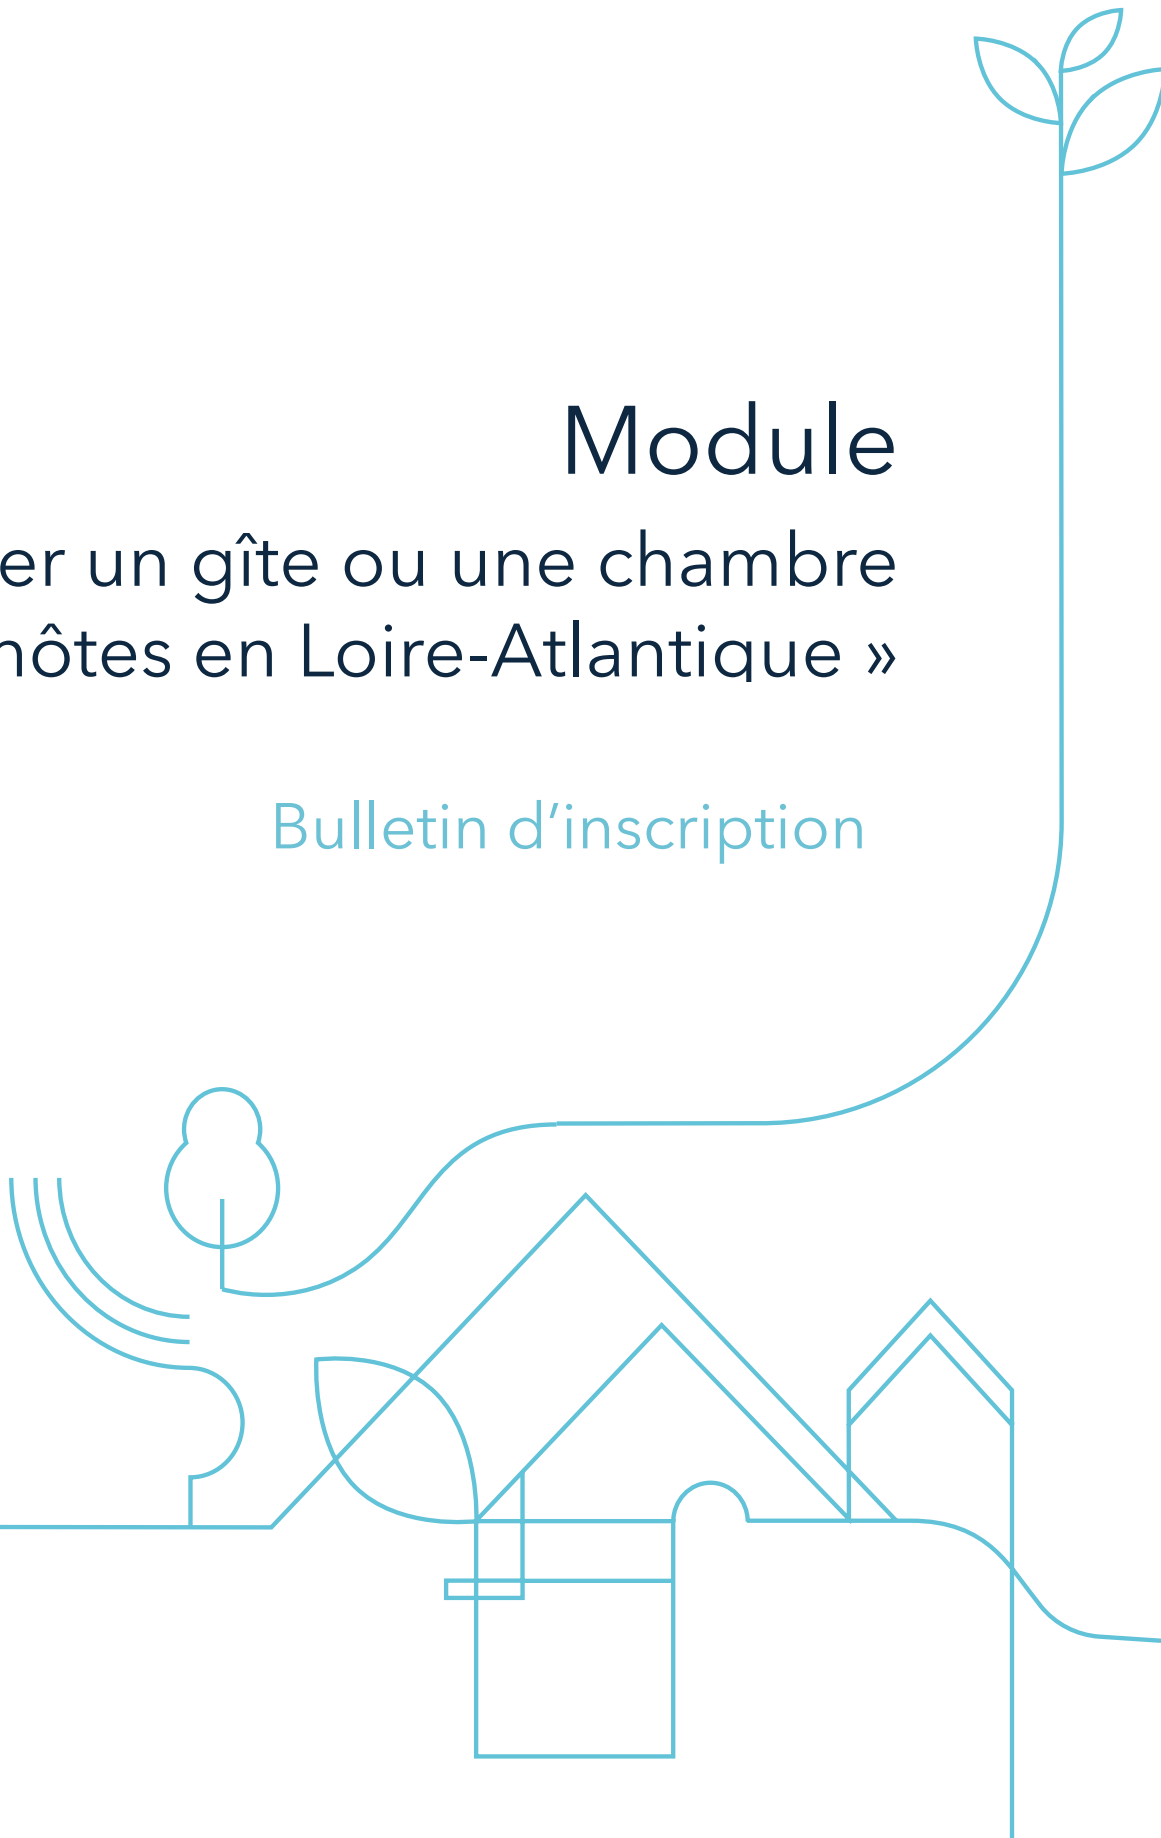 Module
er un gîte ou une chambre
hôtes en Loire-Atlantique »
Bulletin d’inscription